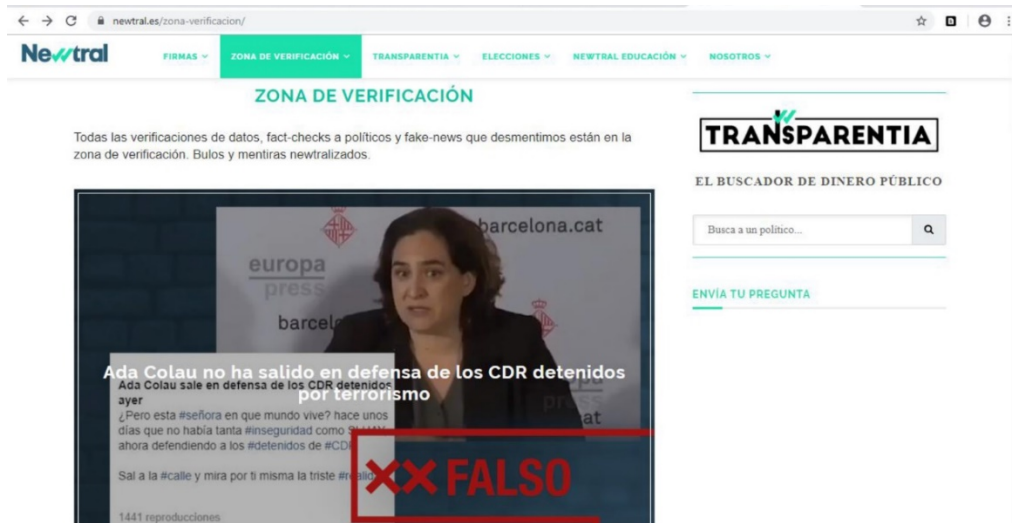 newtral.es/zona-verificacion/
Newtral
FIRMAS
ZONA DE VERIFICACIÓN
TRANSPARENTIA
ELECCIONES
NEWTRAL EDUCACIÓN
NOSOTROS
ZONA DE VERIFICACIÓN
Todas las verificaciones de datos, fact-checks a políticos y fake-news que desmentimos están en la
zona de verificación. Bulos y mentiras newtralizados.
barcelona.cat
europa
press
barcel
Ada Colau no ha salido en defensa de los CDR detenidos
por terrorismo
Ada Colau sale en defensa de los CDR detenidos
ayer
¿Pero esta #señora en que mundo vive? hace unos
días que no había tanta #inseguridad como
ahora defendiendo a los #detenidos de
Sal a la #calle y mira por ti misma la triste
1441 reproducciones
press
at
FALSO
TRANSPARENTIA
EL BUSCADOR DE DINERO PÚBLICO
Busca a un político...
ENVÍA TU PREGUNTA